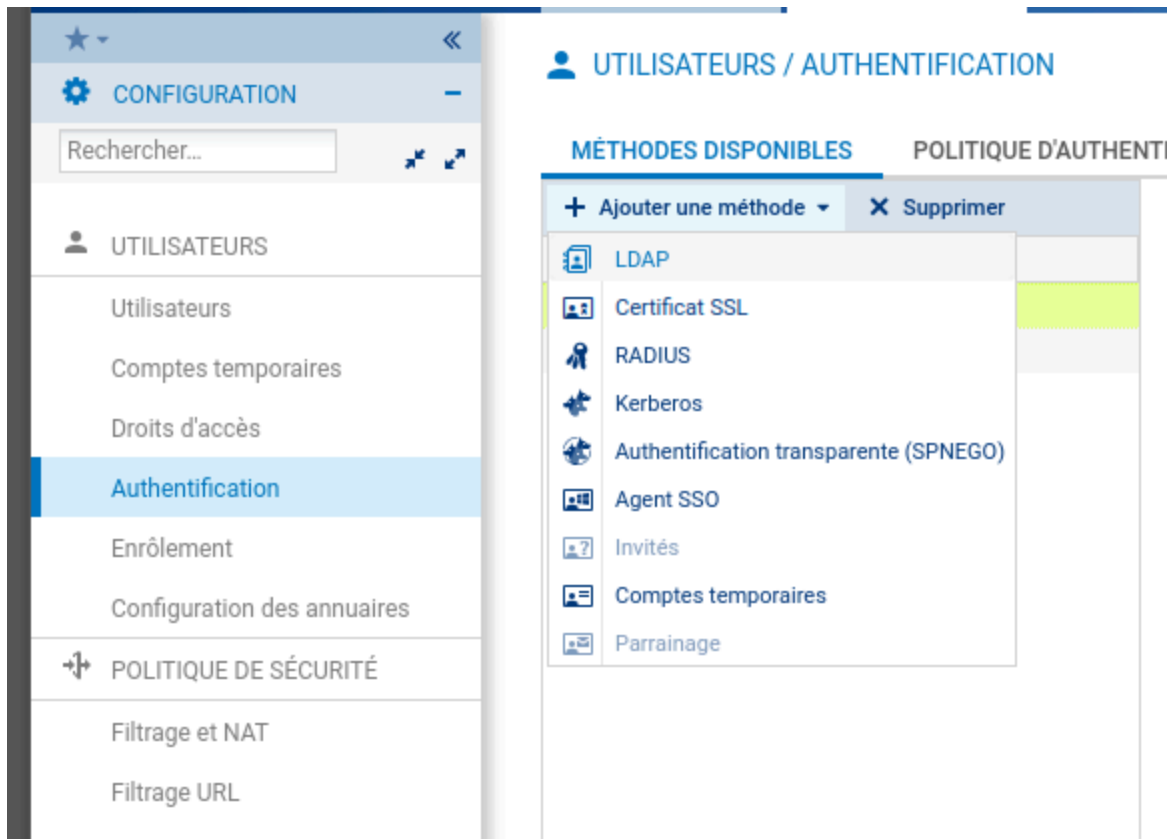 CONFIGURATION
Rechercher...
UTILISATEURS
Utilisateurs
Comptes temporaires
Droits d'accès
Authentification
Enrôlement
Configuration des annuaires
POLITIQUE DE SÉCURITÉ
Filtrage et NAT
Filtrage URL
UTILISATEURS / AUTHENTIFICATION
MÉTHODES DISPONIBLES POLITIQUE D'AUTHENTI
Ajouter une méthode Supprimer
LDAP
Certificat SSL
RADIUS
Kerberos
Authentification transparente (SPNEGO)
Agent SSO
Invités
Comptes temporaires
Parrainage